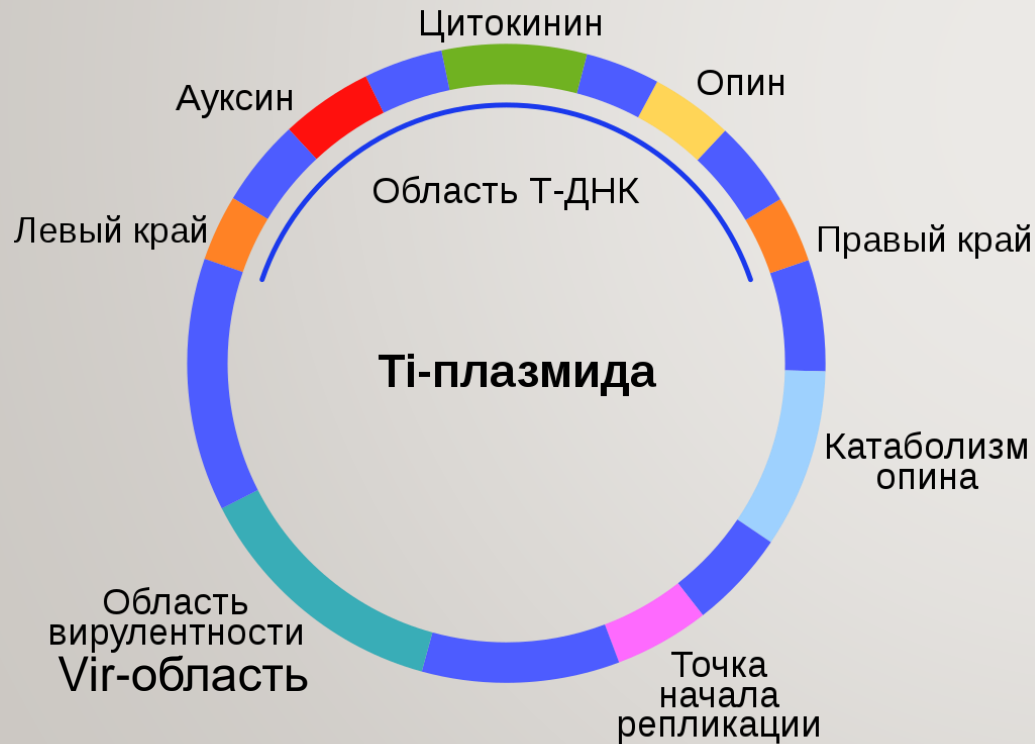 Цитокинин
Ауксин
Опин
Область Т-ДНК
Левый край
Правый край
Ti-плазмида
Катаболизм
опина
Область
вирулентности
Vir-область
Точка
начала
репликации